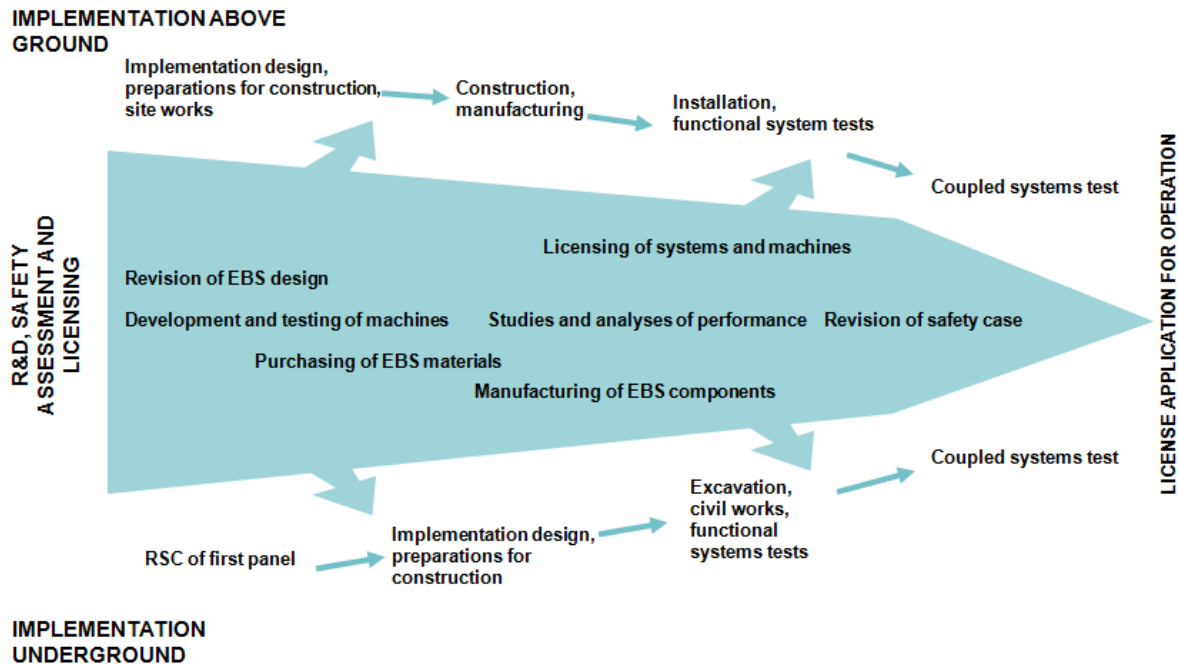 IMPLEMENTATION ABOVE
GROUND
Implementation design,
preparations for construction,
site works
Construction,
manufacturing
Installation,
functional system tests
Coupled systems test
R&D, SAFETY
ASSESSMENT AND
LICENSING
Licensing of systems and machines
Revision of EBS design
Development and testing of machines
Studies and analyses of performance
Revision of safety case
Purchasing of EBS materials
Manufacturing of EBS components
LICENSE APPLICATION FOR OPERATION
Coupled systems test
Excavation,
civil works,
functional
systems tests
Implementation design,
preparations for
construction
RSC of first panel
IMPLEMENTATION
UNDERGROUND